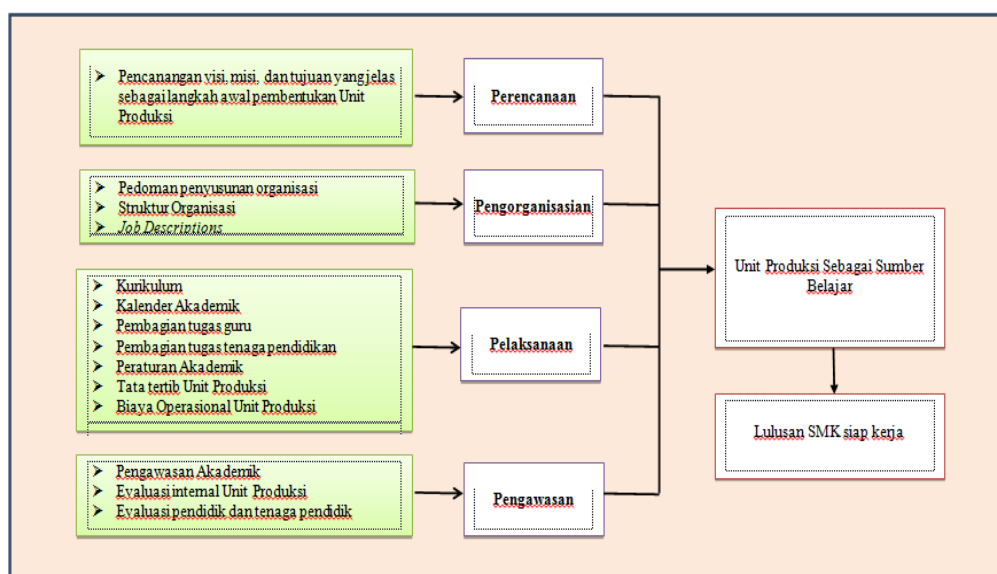 Pencanangan visi, misi, dan tujuan yang jelas
sebagai langkah awal pembentukan Unit
Produksi
Perencanaan
Pedoman penyusunan organisasi
Struktur Organisasi
Job Descriptions
Pengorganisasian
Kurikulum
Kalender Akademik
Pembagian tugas guru
Pembagian tugas tenaga pendidikan
Peraturan Akademik
Tata tertib Unit Produksi
Biaya Operasional Unit Produksi
Pelaksanaan
Pengawasan Akademik
Evaluasi internal Unit Produksi
Evaluasi pendidik dan tenaga pendidik
Pengawasan
Unit Produksi Sebagai Sumber
Belajar
Lulusan SMK siap kerja